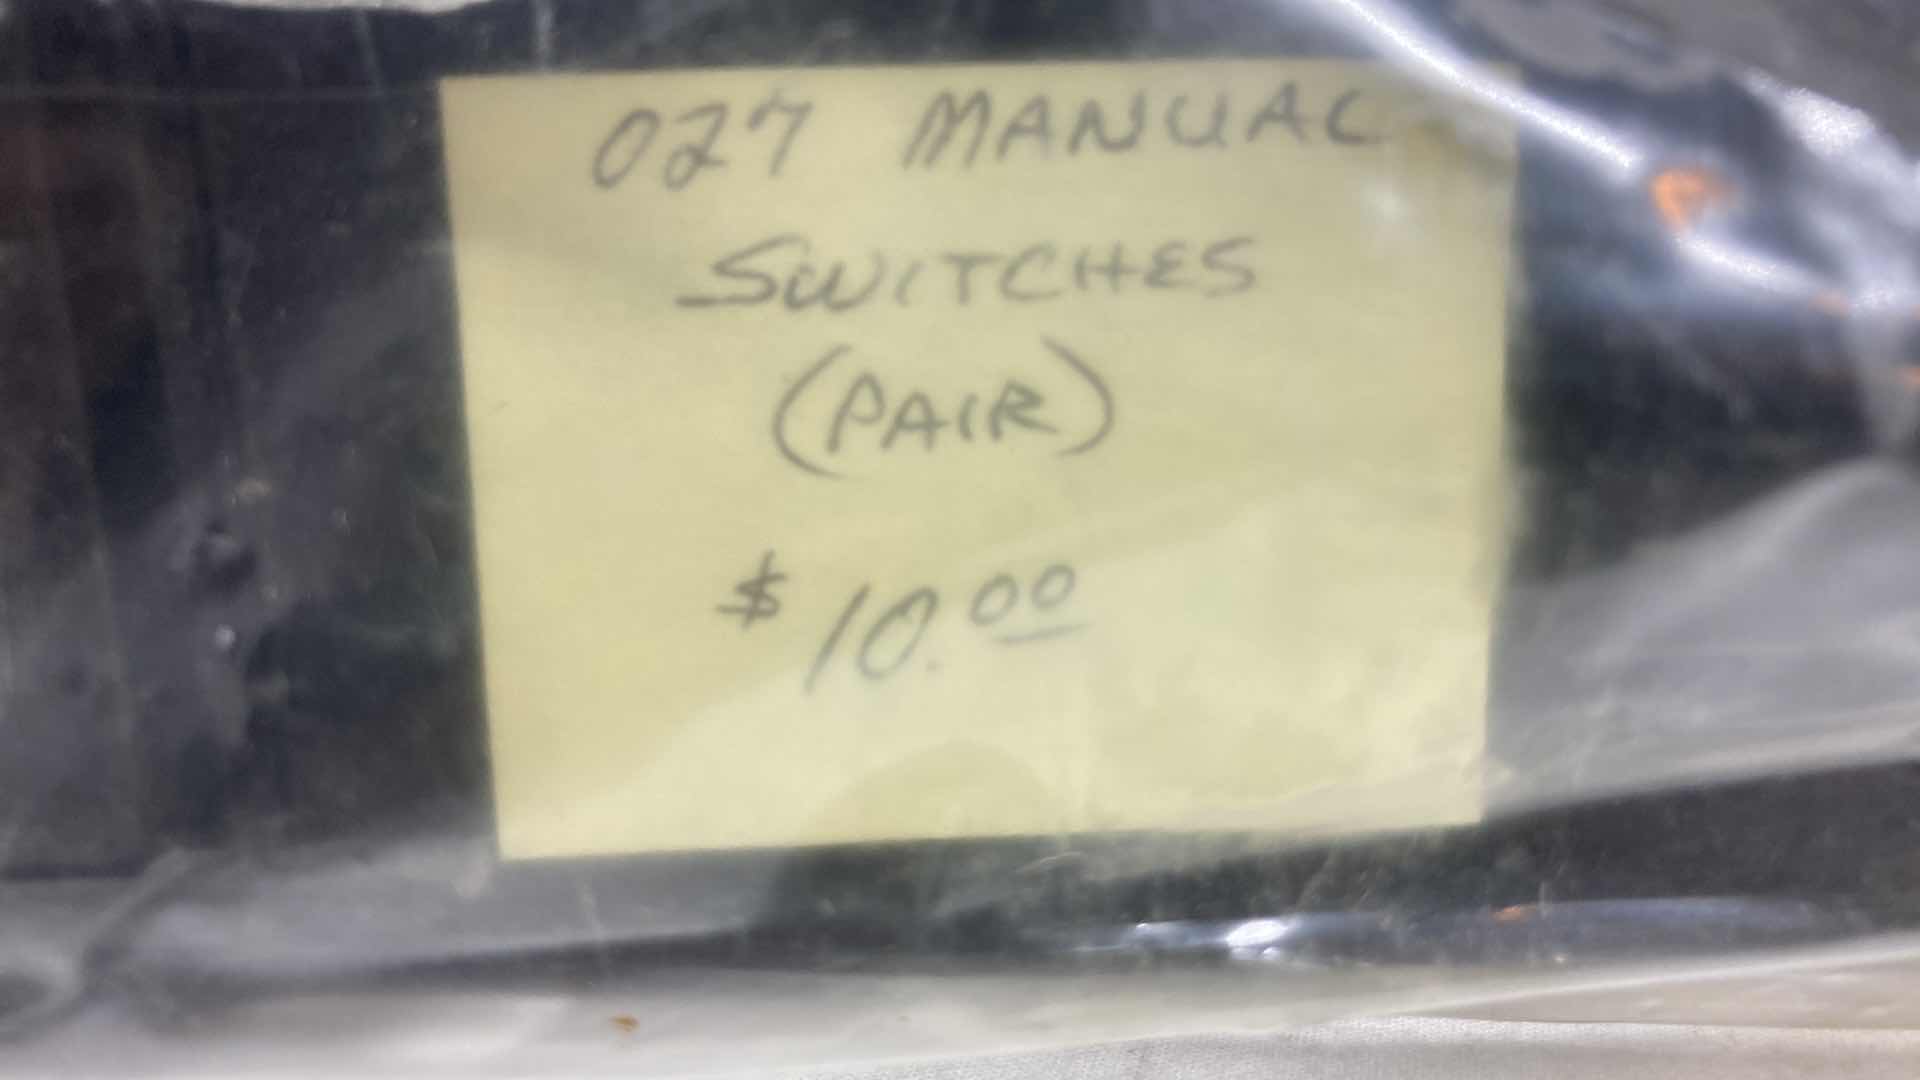 027 MANUAL
SWITCHES
(PAIR)
$10.00